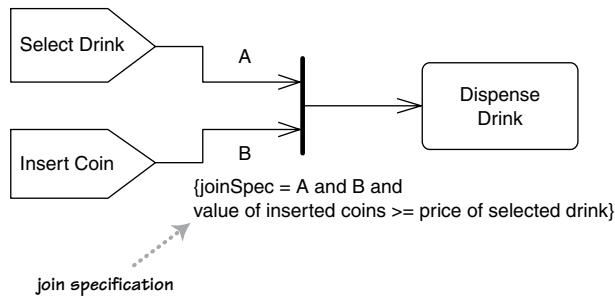 Select Drink
A
Dispense
Drink
Insert Coin
B
{joinSpec = A and B and
value of inserted coins >= price of selected drink}
join specification